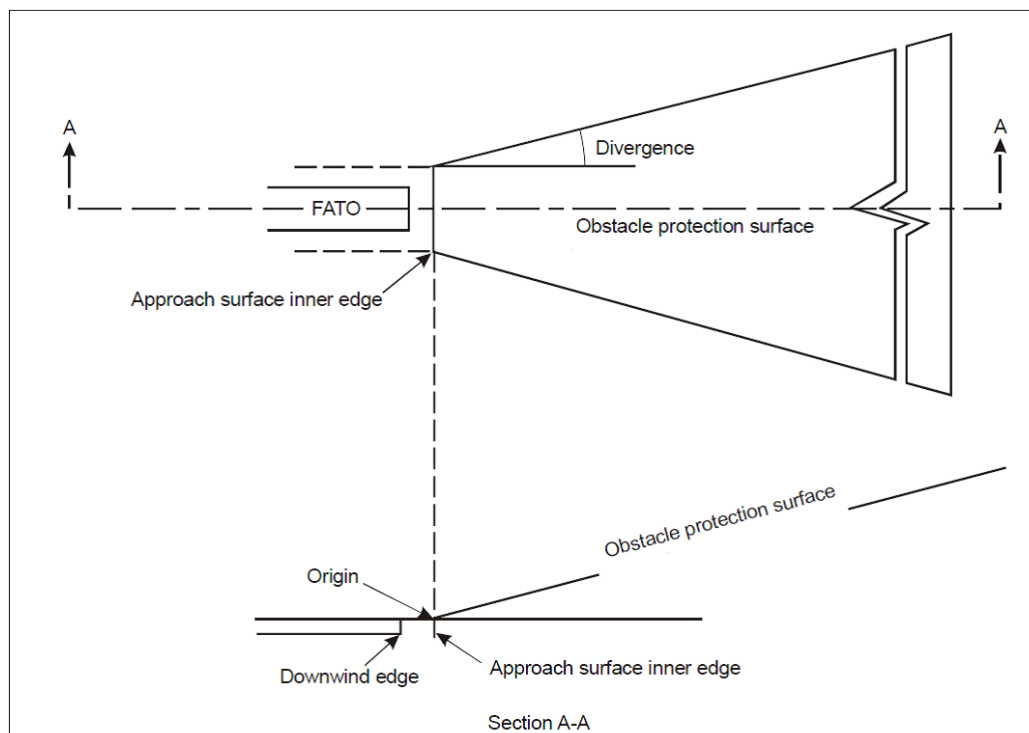 A
A
Divergence
FATO
Obstacle protection surface
Approach surface inner edge
Obstacle protection surface
Origin
Downwind edge
Approach surface inner edge
Section A-A